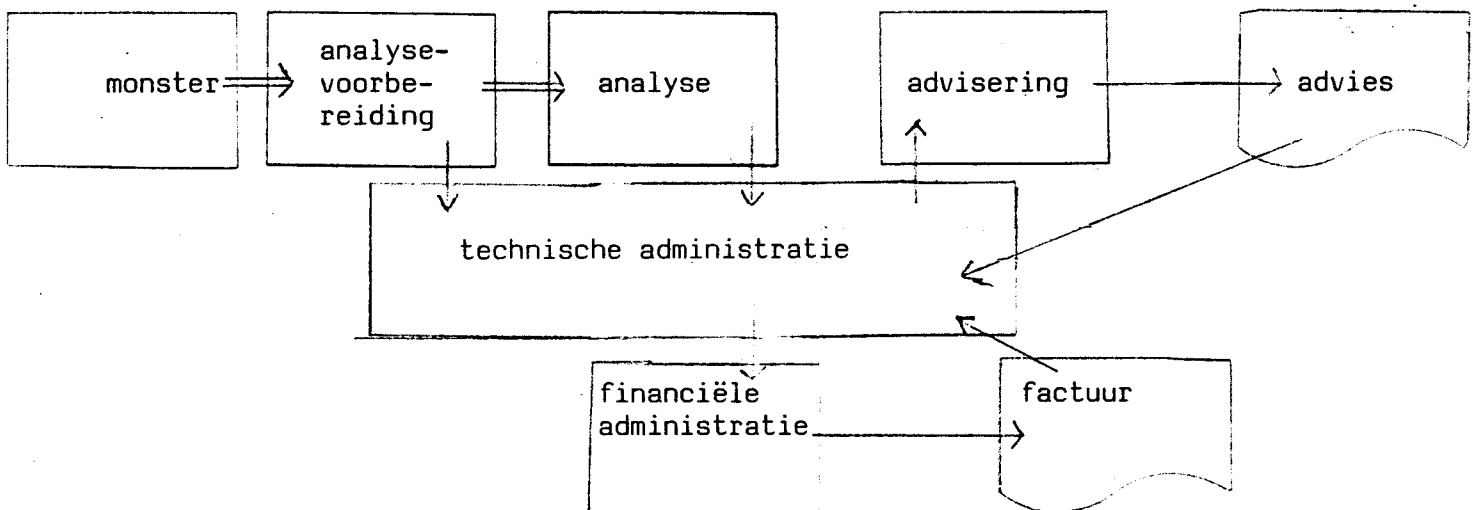 monster
analyse-
voorbe-
reiding
analyse
advisering
advies
technische administratie
financiële
administratie
factuur